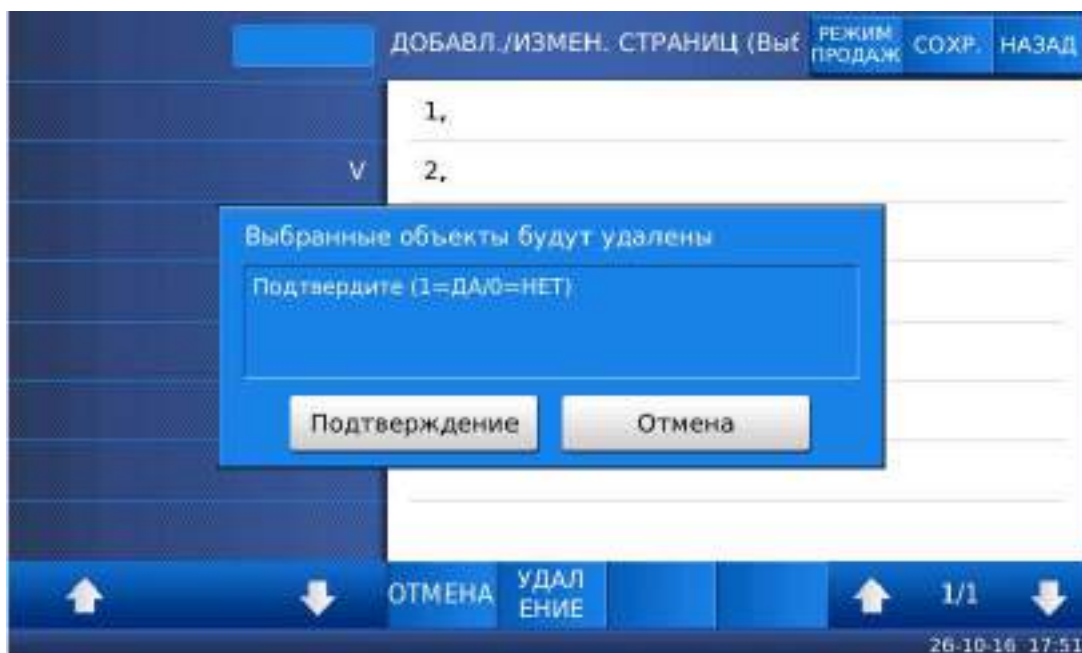 ДОБАВЛ./ИЗМЕН. СТРАНИЦ (Выб
РЕЖИМ
ПРОДАЖ
СОХР.
НАЗАД
1,
V
2,
Выбранные объекты будут удалены
Подтвердите (1=ДА/0=НЕТ)
Подтверждение
Отмена
ОТМЕНА
УДАЛ
ЕНИЕ
1/1
26-10-16 17:51